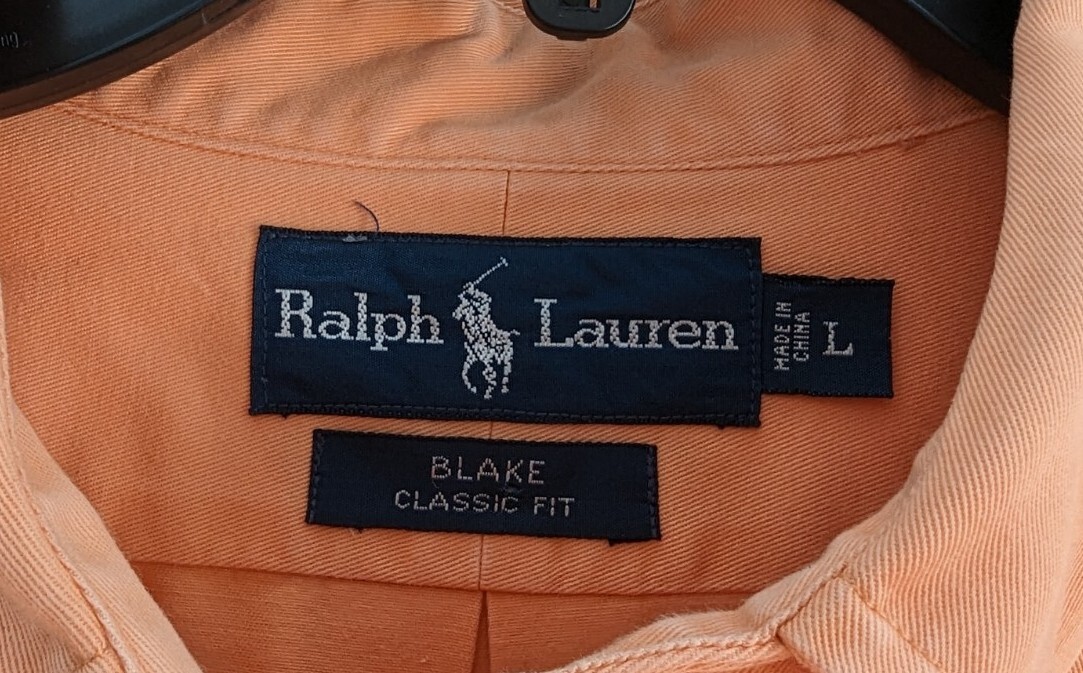 Ralph Lauren
MADE IN
CHINA
L
BLAKE
CLASSIC FIT